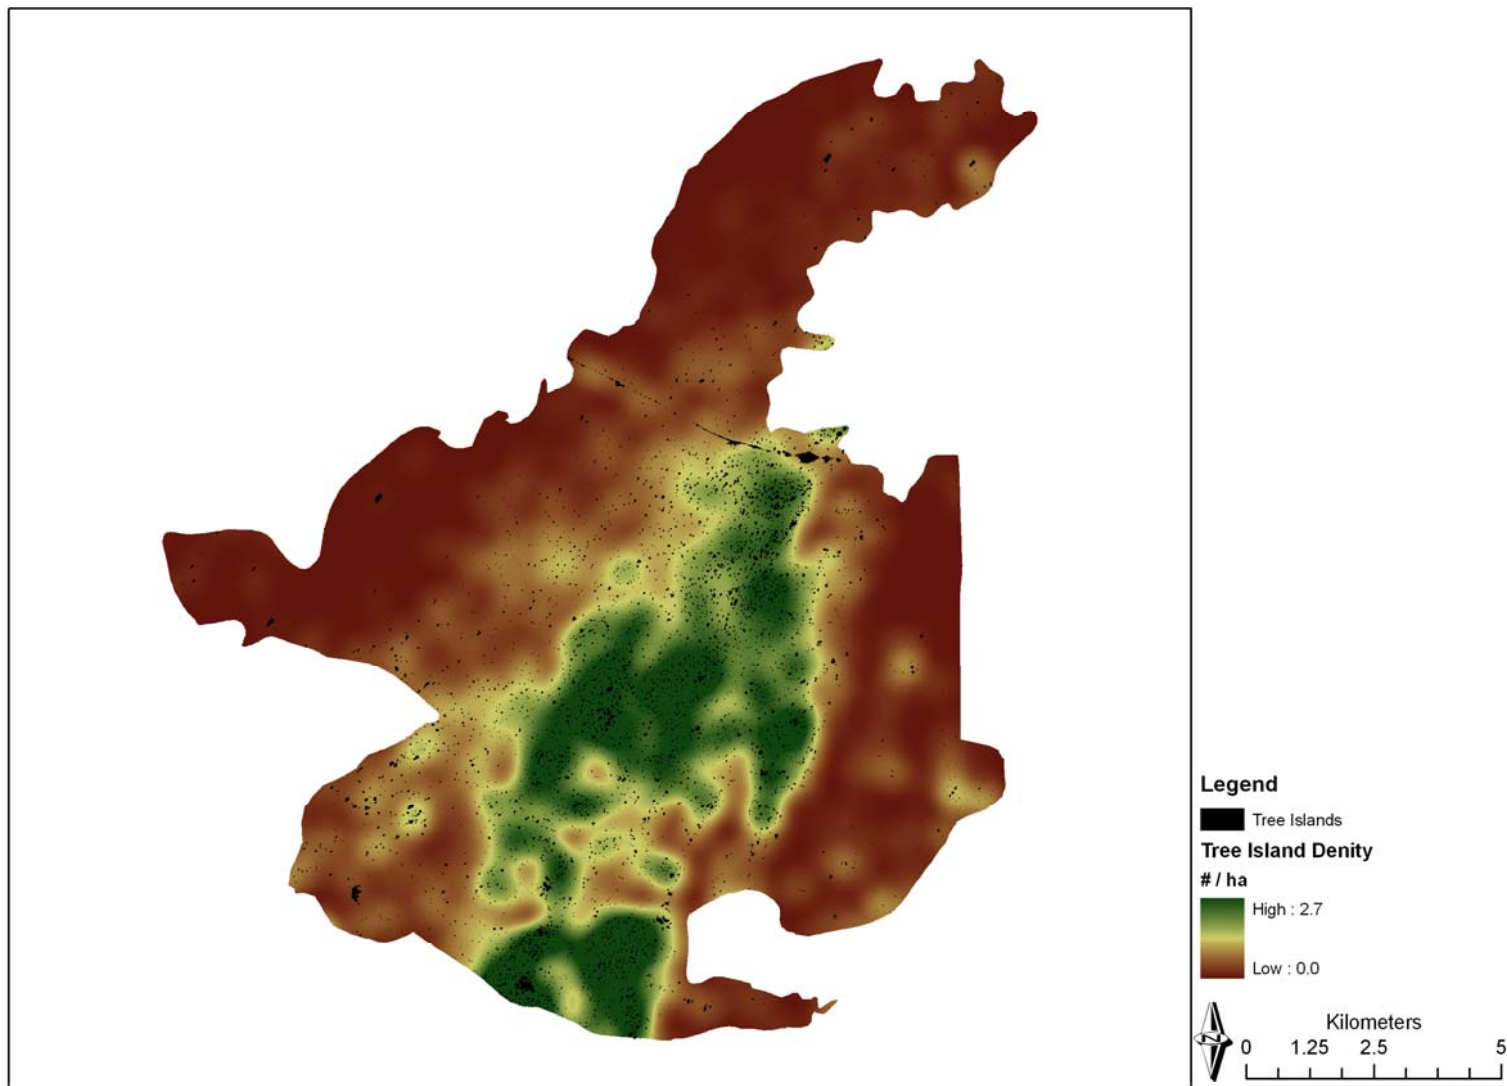 Legend
Tree Islands
Tree Island Denity
# / ha
High : 2.7
Low : 0.0
N
Kilometers
0 1.25 2.5 5